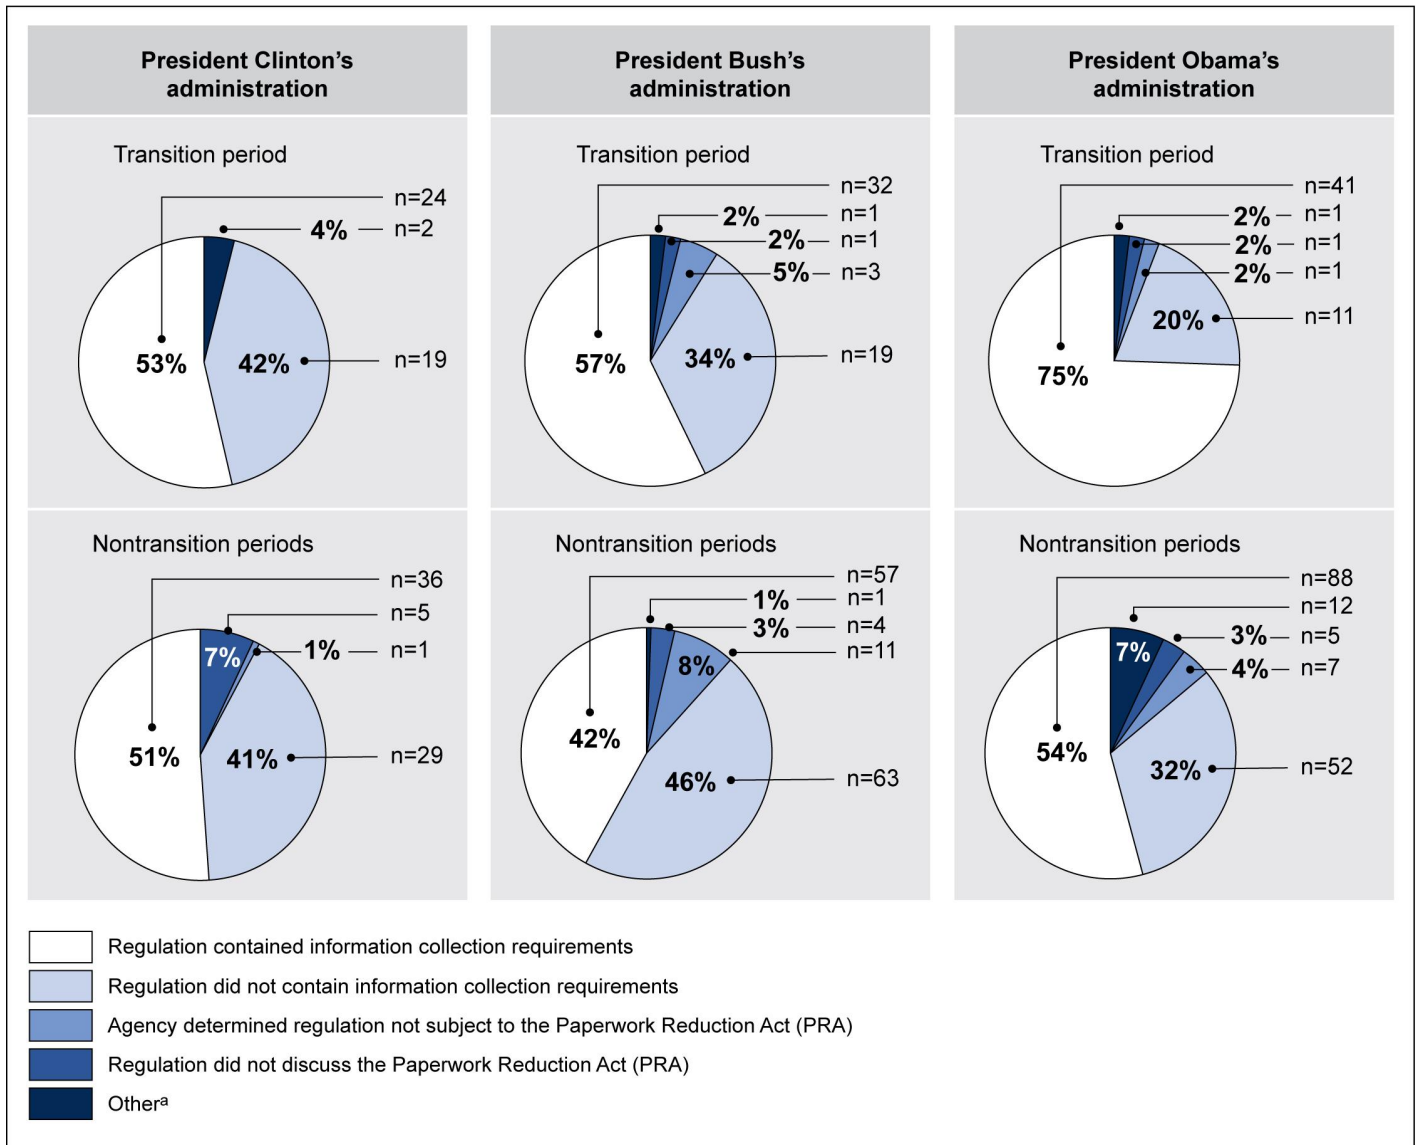 President Clinton's
administration
President Bush's
administration
President Obama's
administration
Transition period
n=24
4%
n=2
53%
42%
n=19
Transition period
n=32
2%
n=1
2%
n=1
5%
n=3
57%
34%
n=19
Transition period
n=41
2%
n=1
2%
n=1
2%
n=1
20%
n=11
75%
Nontransition periods
n=36
n=5
7%
1%
n=1
51%
41%
n=29
Nontransition periods
n=57
1%
n=1
3%
n=4
n=11
8%
42%
46%
n=63
Nontransition periods
n=88
n=12
7%
3%
n=5
4%
n=7
54%
32%
n=52
Regulation contained information collection requirements
Regulation did not contain information collection requirements
Agency determined regulation not subject to the Paperwork Reduction Act (PRA)
Regulation did not discuss the Paperwork Reduction Act (PRA)
Otherᵃ